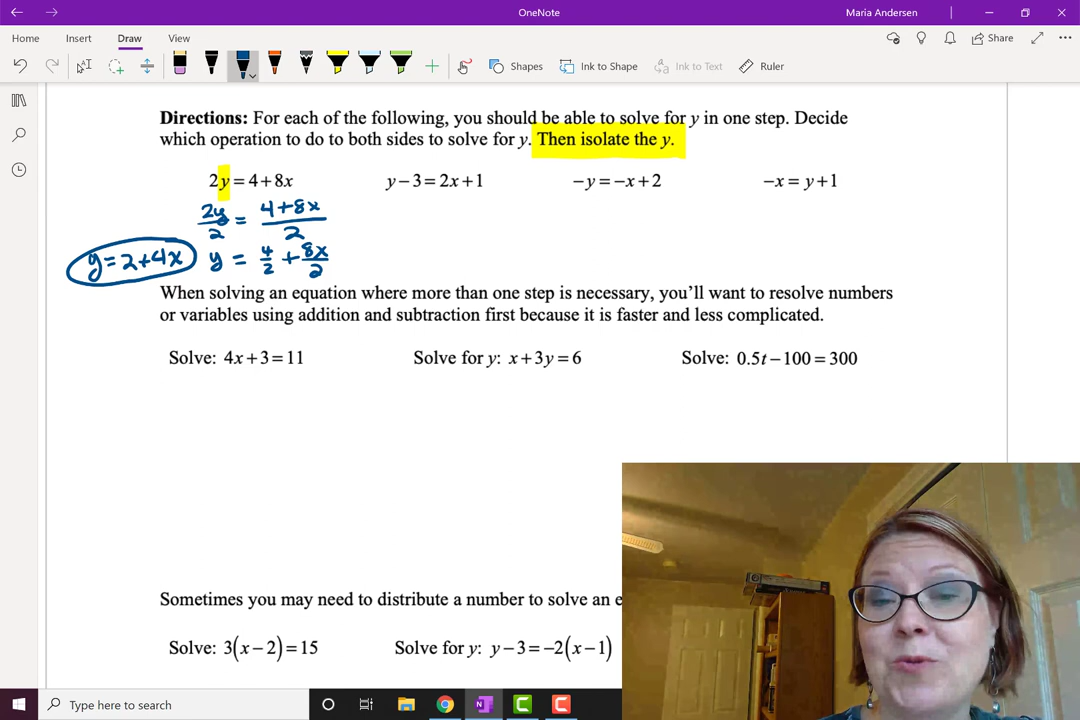 OneNote
Maria Andersen
Home Insert Draw View
Share
Shapes Ink to Shape Ink to Text Ruler
Directions: For each of the following, you should be able to solve for y in one step. Decide
which operation to do to both sides to solve for y. Then isolate the y.
2y = 4 + 8x y − 3 = 2x + 1 −y = −x + 2 −x = y + 1
2y/2 = 4+8x/2
y = 2+4x y = 4/2 + 8x/2
When solving an equation where more than one step is necessary, you'll want to resolve numbers
or variables using addition and subtraction first because it is faster and less complicated.
Solve: 4x + 3 = 11 Solve for y: x + 3y = 6 Solve: 0.5t − 100 = 300
Sometimes you may need to distribute a number to solve an e
Solve: 3(x − 2) = 15 Solve for y: y − 3 = −2(x − 1)
Type here to search